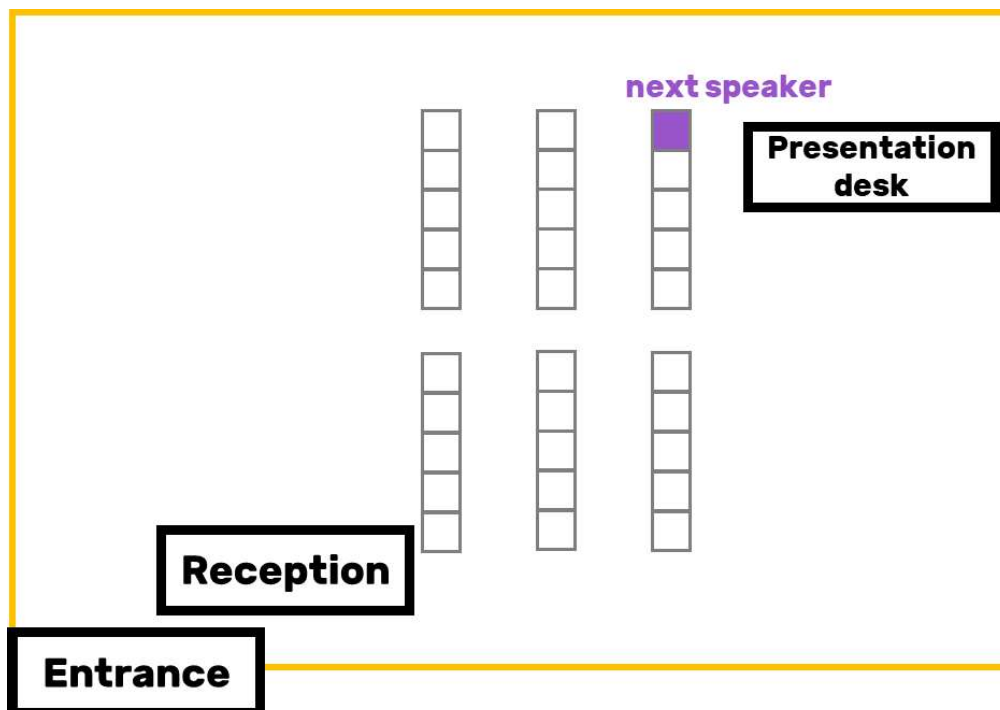 next speaker
Presentation
desk
Reception
Entrance